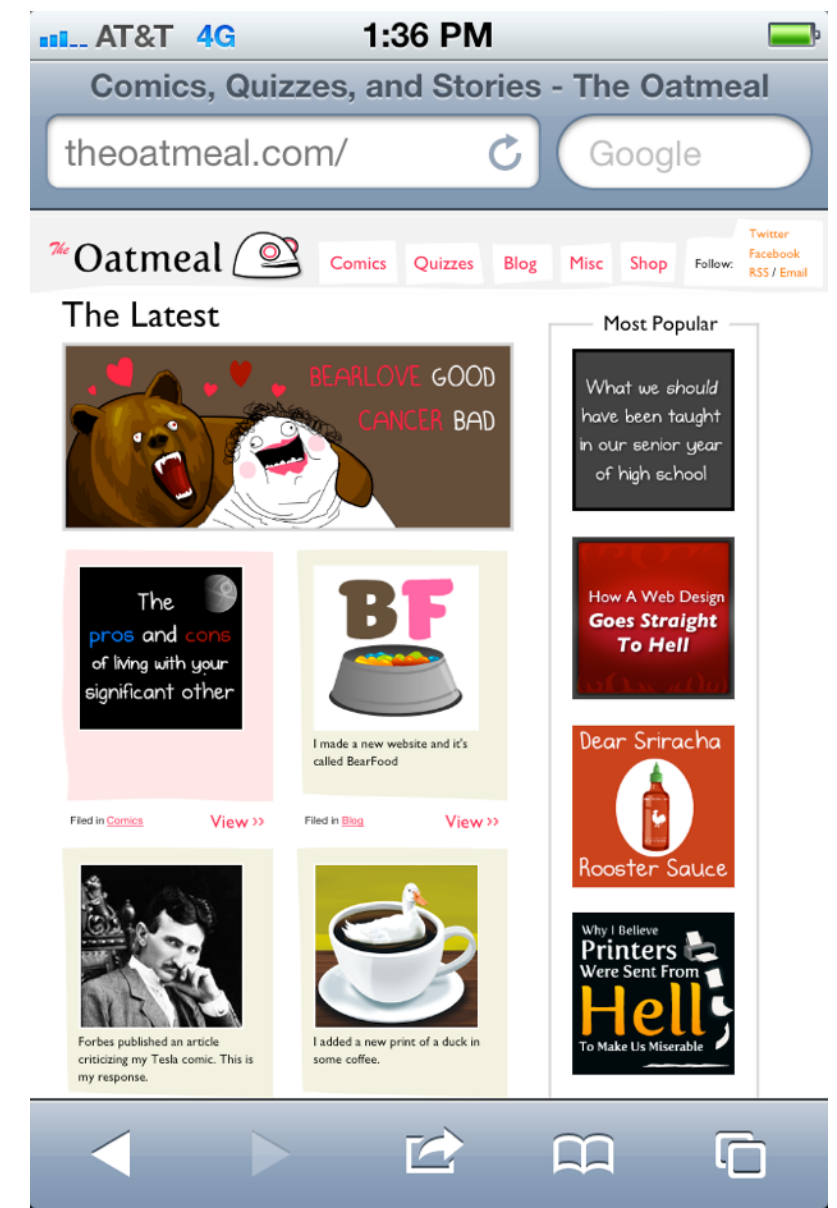 AT&T 4G 1:36 PM
Comics, Quizzes, and Stories - The Oatmeal
theoatmeal.com/ Google
The Oatmeal Comics Quizzes Blog Misc Shop Follow:
Twitter
Facebook
RSS / Email
The Latest
BEARLOVE GOOD
CANCER BAD
The
pros and cons
of living with your
significant other
Filed in Comics View >>
BF
I made a new website and it's
called BearFood
Filed in Blog View >>
Forbes published an article
criticizing my Tesla comic. This is
my response.
I added a new print of a duck in
some coffee.
Most Popular
What we should
have been taught
in our senior year
of high school
How A Web Design
Goes Straight
To Hell
Dear Sriracha
Rooster Sauce
Why I Believe
Printers
Were Sent From
Hell
To Make Us Miserable